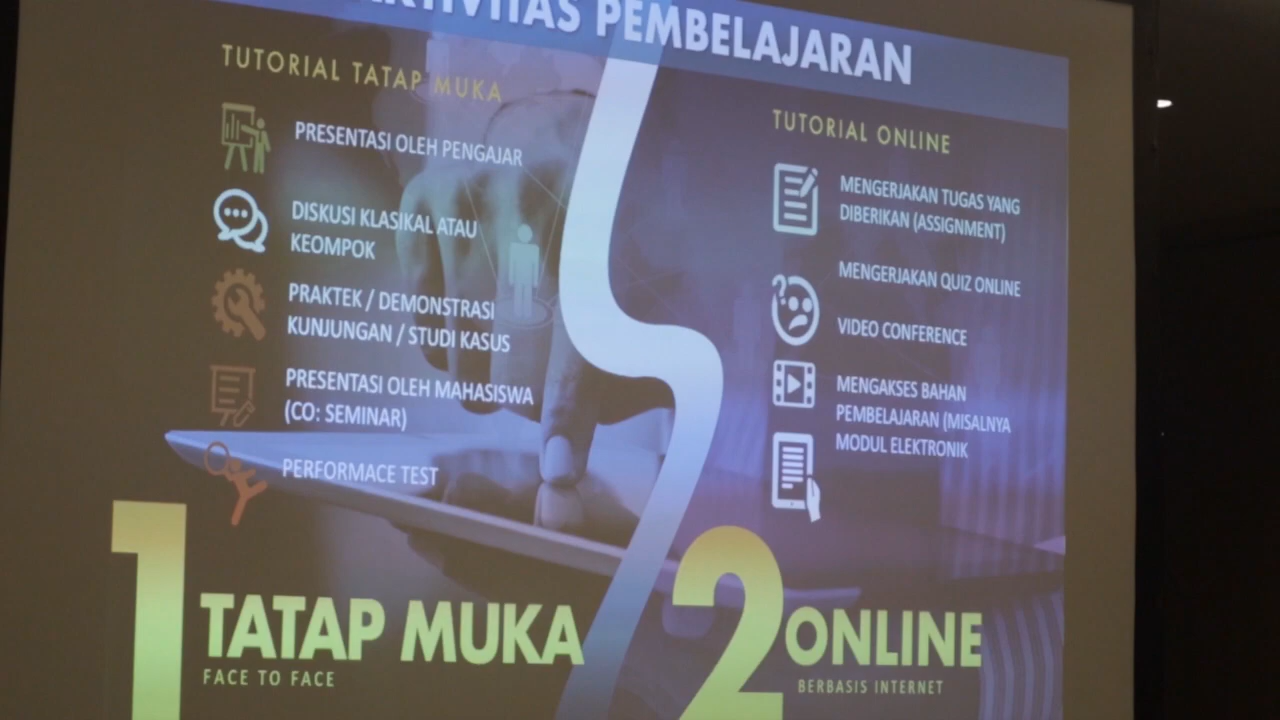 PEMBELAJARAN
TUTORIAL TATAP MUKA
PRESENTASI OLEH PENGAJAR
DISKUSI KLASIKAL ATAU
KEOMPOK
PRAKTEK / DEMONSTRASI
KUNJUNGAN / STUDI KASUS
PRESENTASI OLEH MAHASISWA
(CO: SEMINAR)
PERFORMACE TEST
1
TATAP MUKA
FACE TO FACE
TUTORIAL ONLINE
MENGERJAKAN TUGAS YANG
DIBERIKAN (ASSIGNMENT)
MENGERJAKAN QUIZ ONLINE
VIDEO CONFERENCE
MENGAKSES BAHAN
PEMBELAJARAN (MISALNYA
MODUL ELEKTRONIK
2
ONLINE
BERBASIS INTERNET